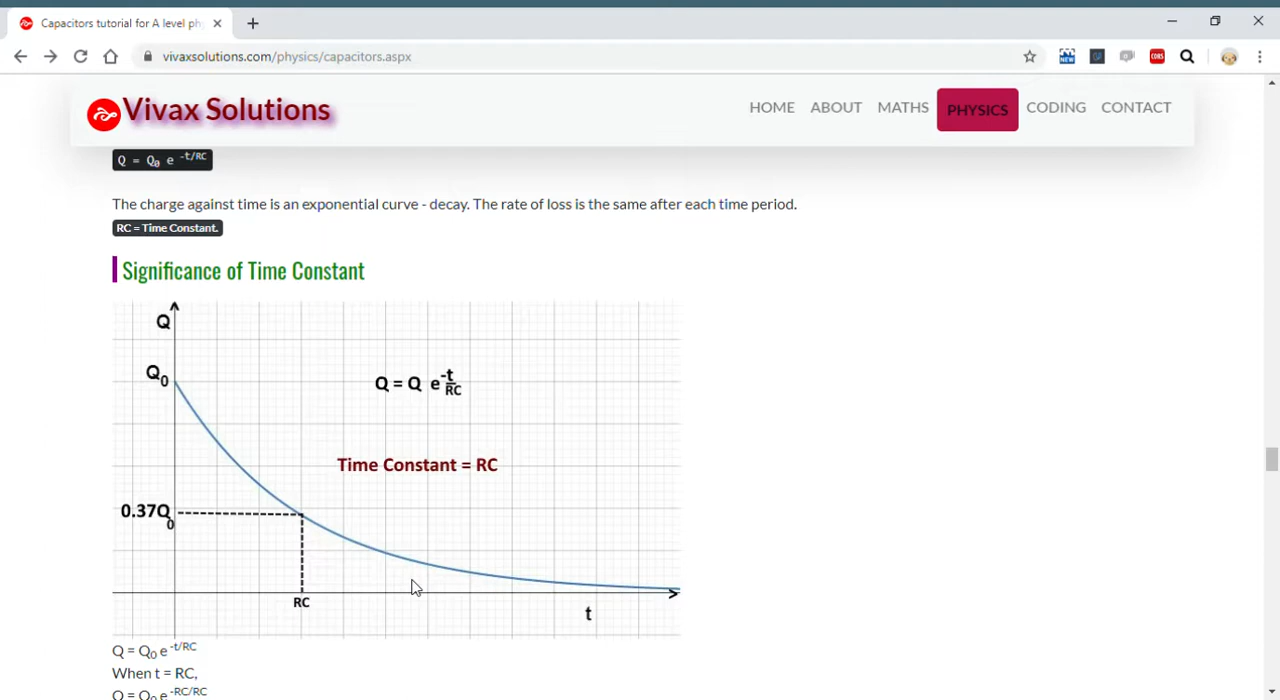 Capacitors tutorial for A level ph
vivaxsolutions.com/physics/capacitors.aspx
NEW
CORS
Vivax Solutions
HOME ABOUT MATHS PHYSICS CODING CONTACT
Q = Q₀ e -t/RC
The charge against time is an exponential curve - decay. The rate of loss is the same after each time period.
RC = Time Constant.
Significance of Time Constant
Q
Q₀
Q = Q e -t/RC
Time Constant = RC
0.37Q₀
RC
t
Q = Q₀ e -t/RC
When t = RC,
Q = Q₀ e -RC/RC